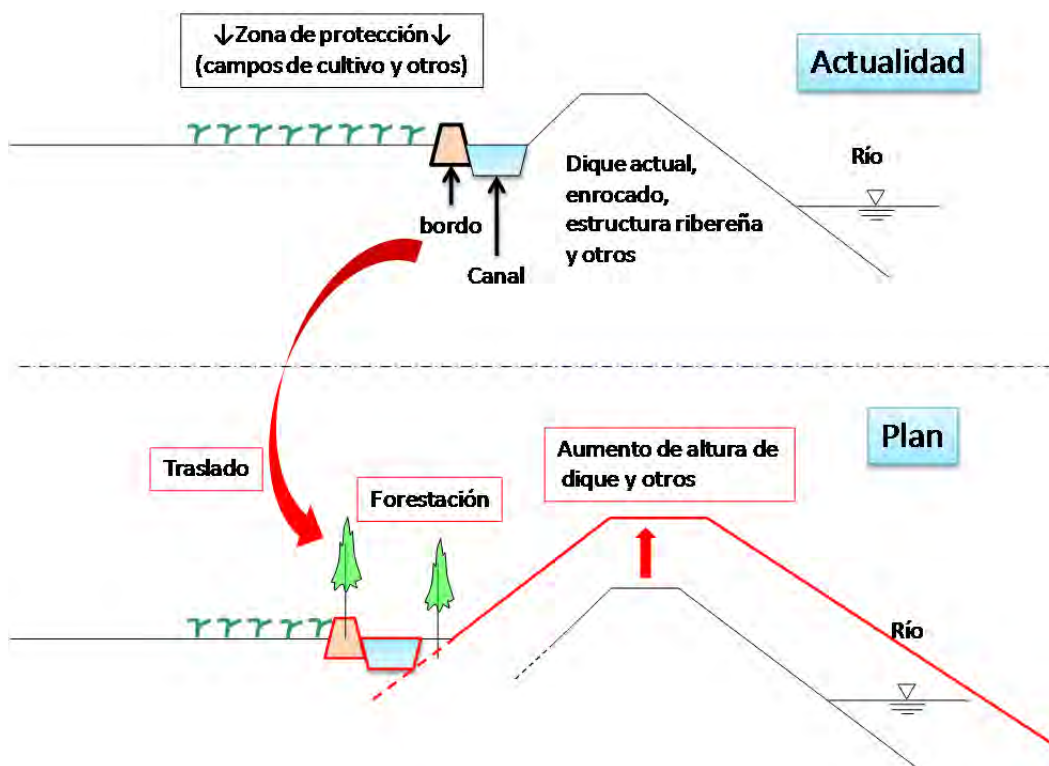 ↓Zona de protección↓
(campos de cultivo y otros)
Actualidad
Dique actual,
enrocado,
estructura ribereña
y otros
Río
bordo
Canal
Plan
Traslado
Forestación
Aumento de altura de
dique y otros
Río